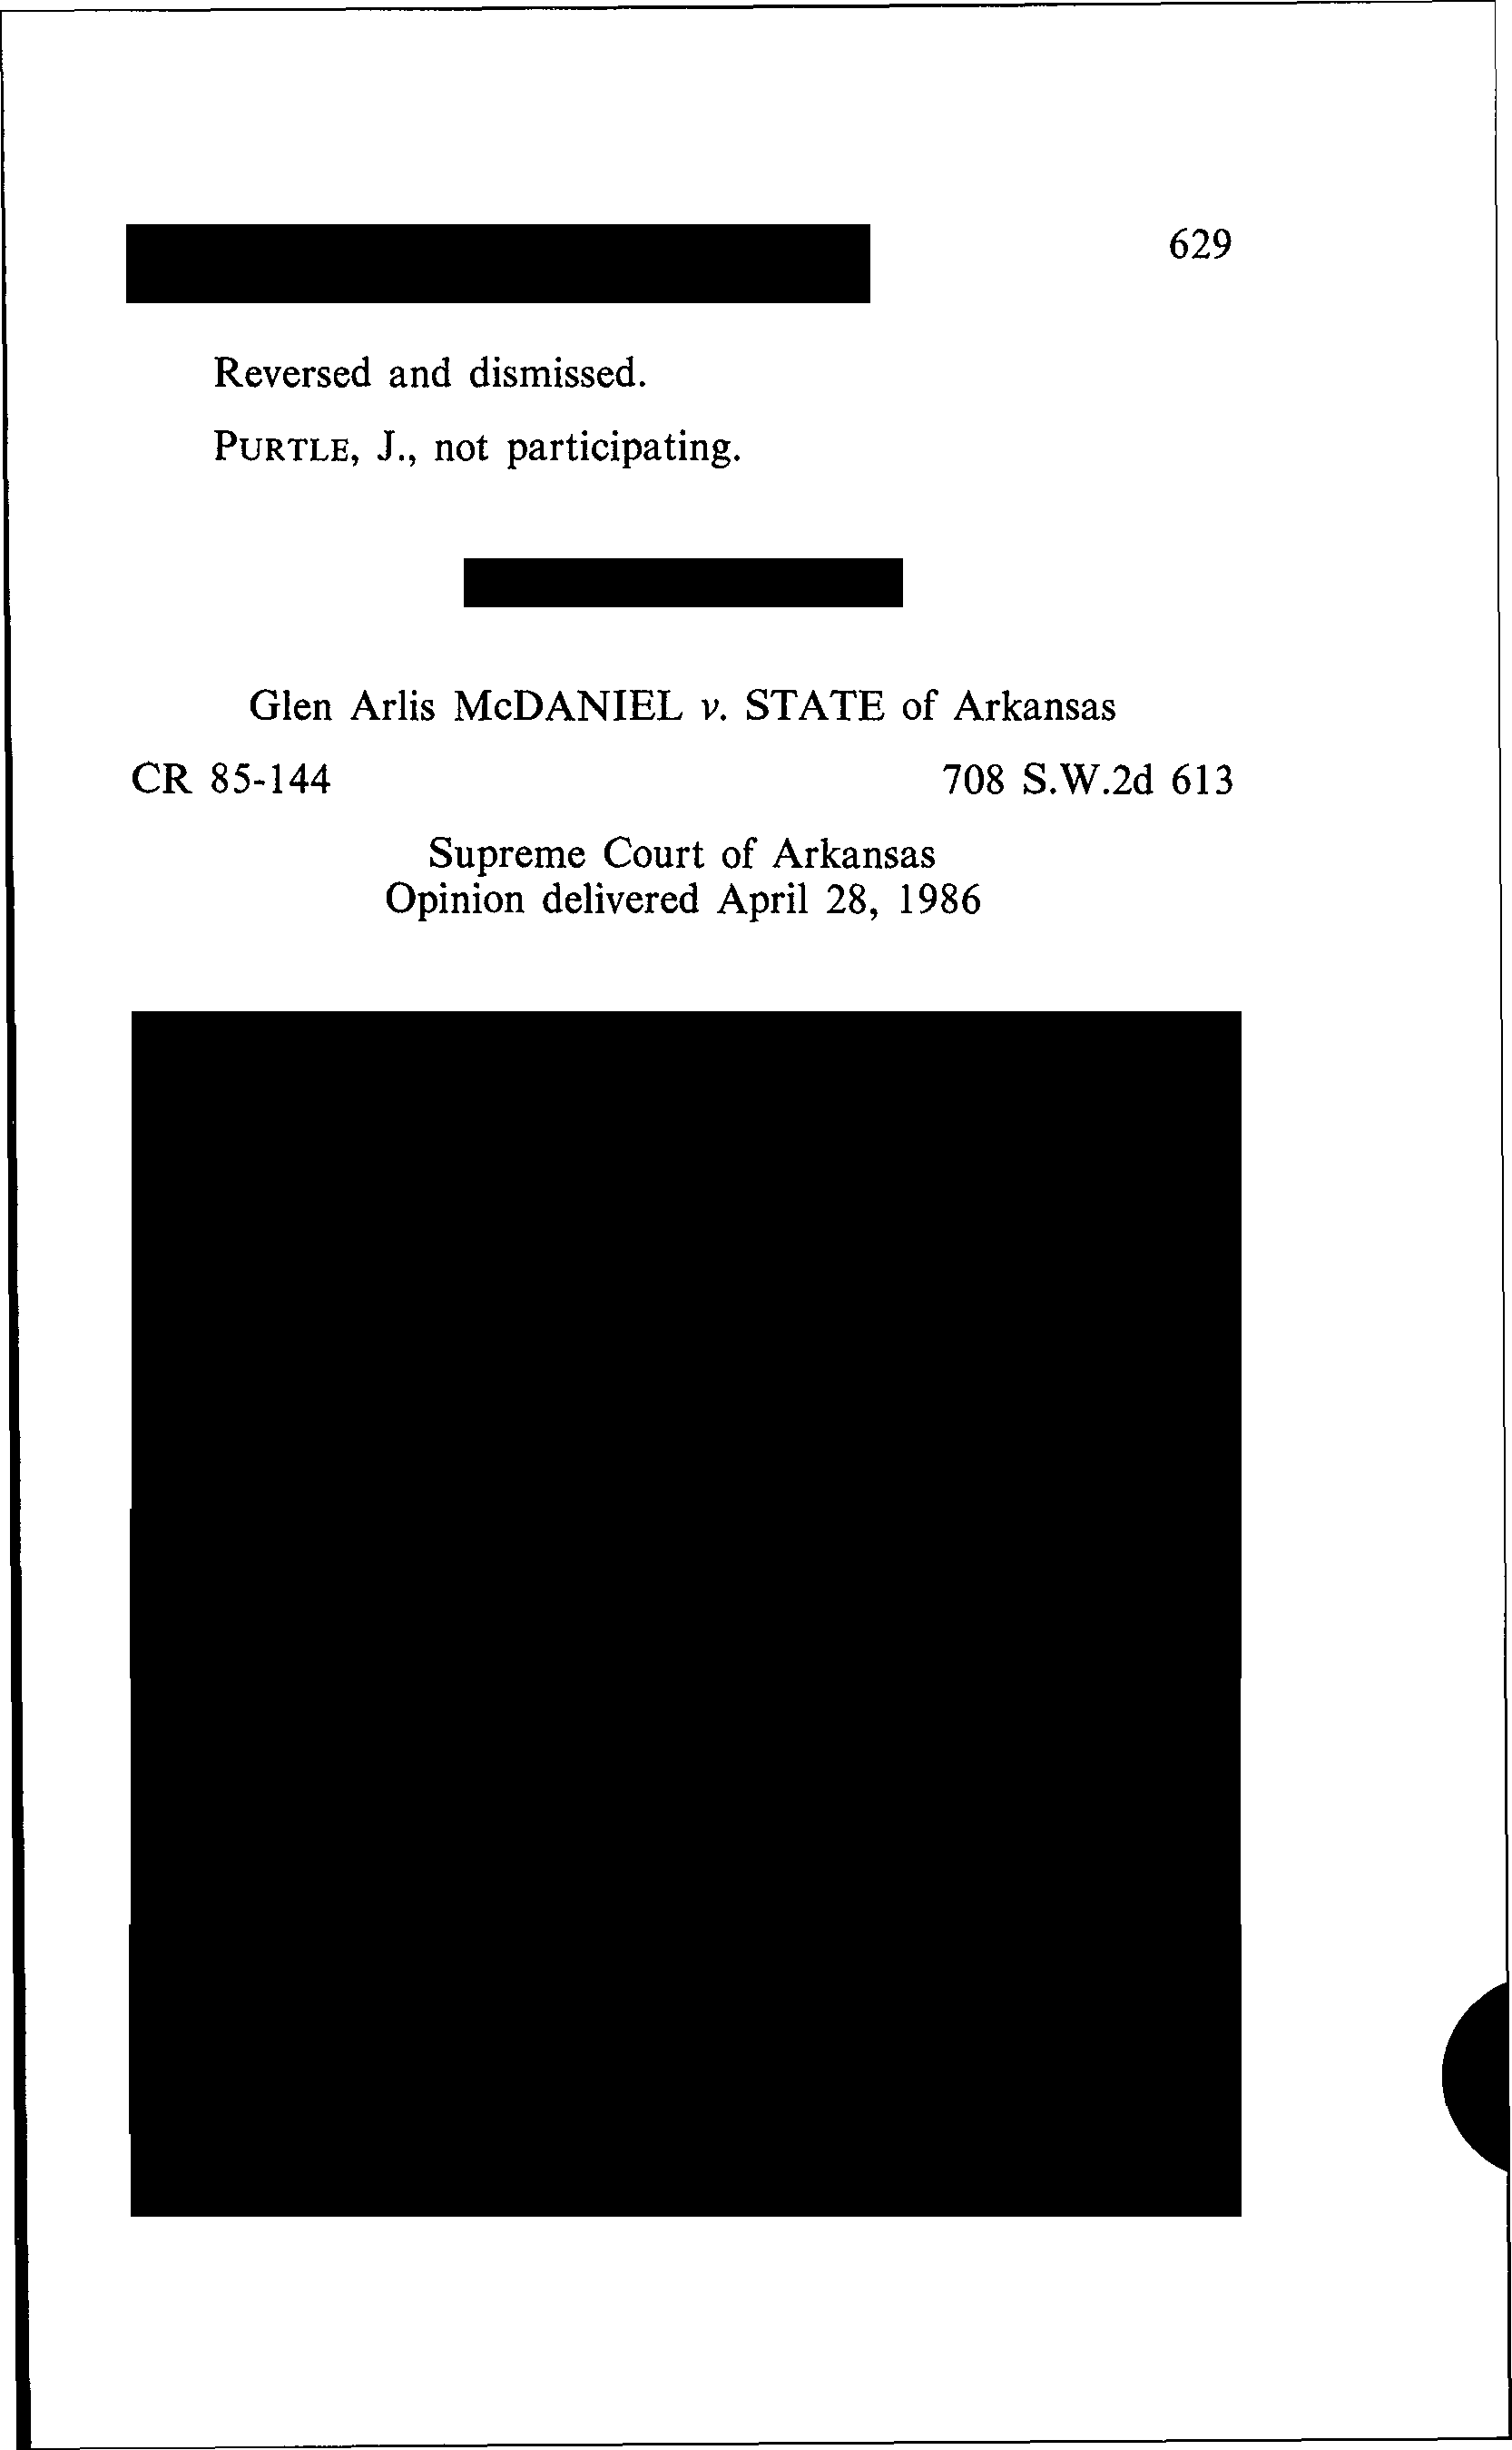 629
Reversed and dismissed.
PURTLE, J., not participating.
Glen Arlis McDANIEL v. STATE of Arkansas
CR 85-144 708 S.W.2d 613
Supreme Court of Arkansas
Opinion delivered April 28, 1986